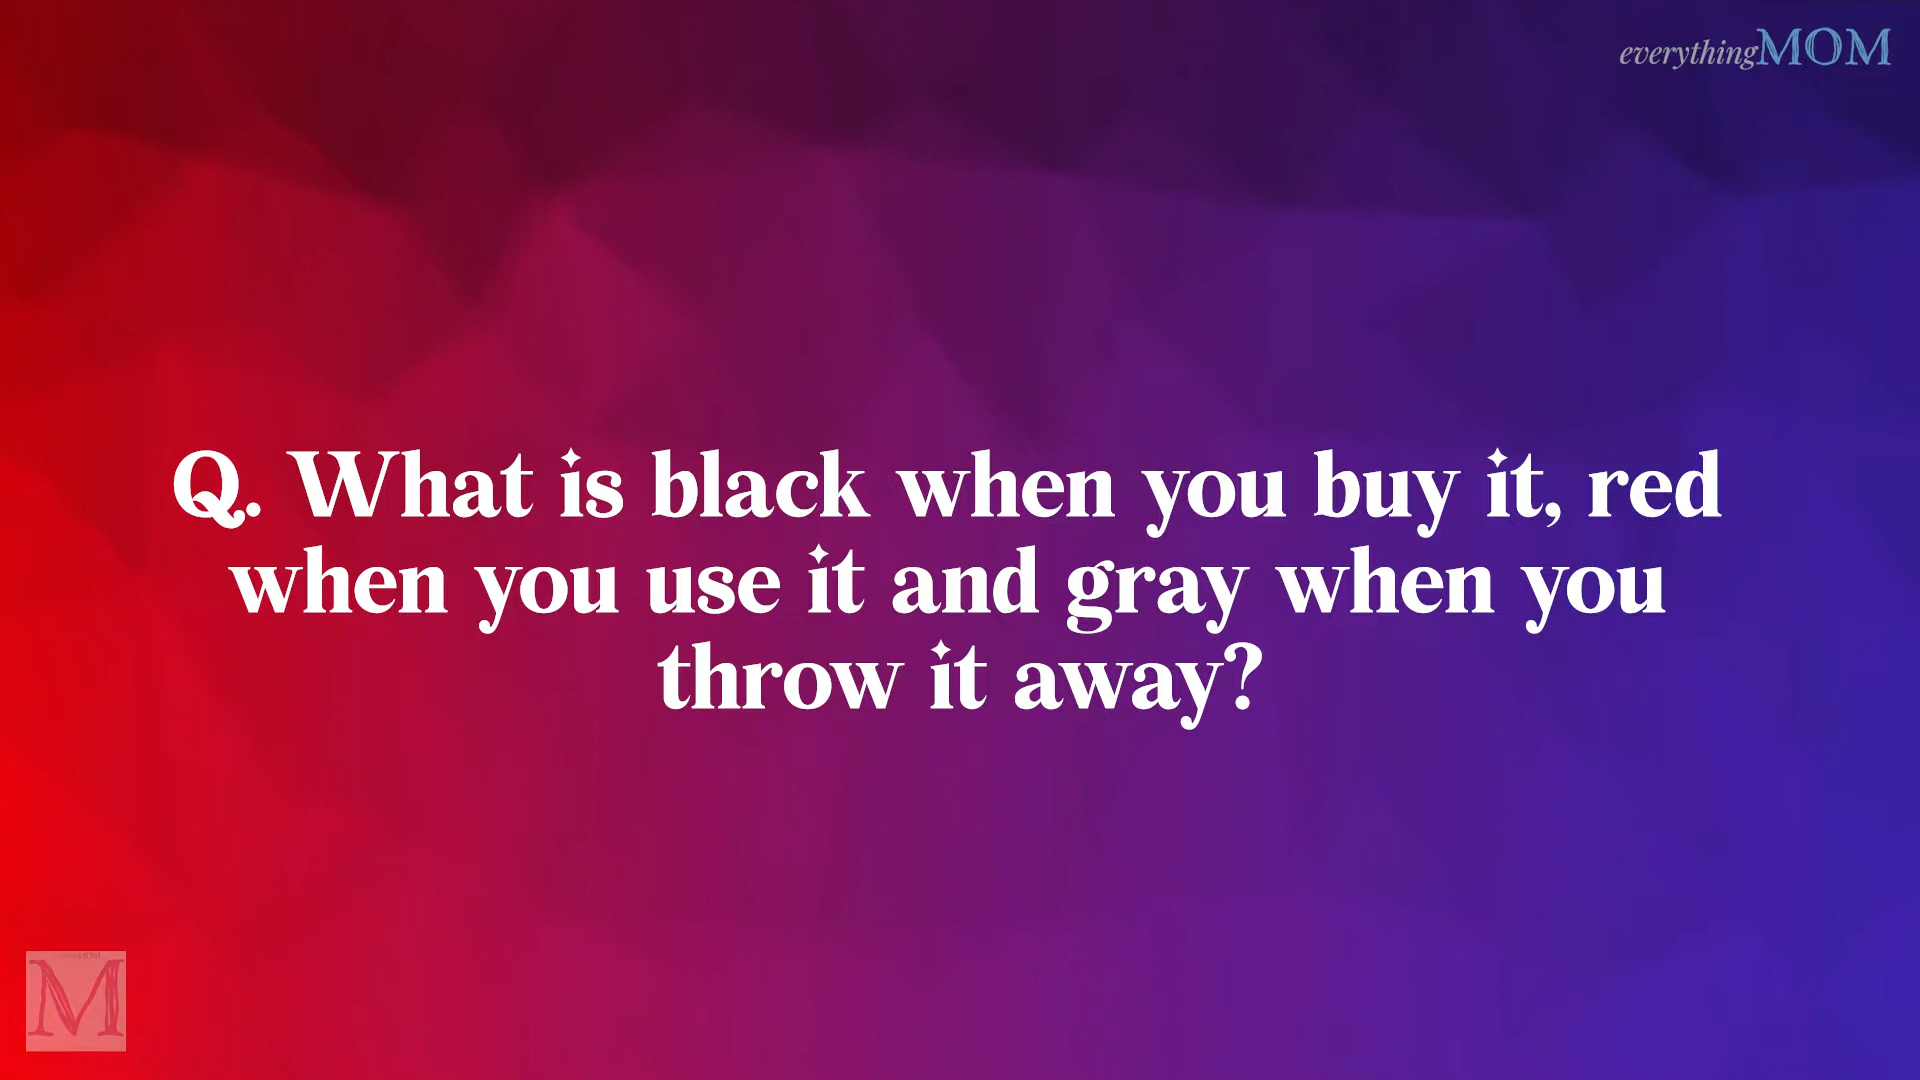 everythingMOM
Q. What is black when you buy it, red
when you use it and gray when you
throw it away?
M